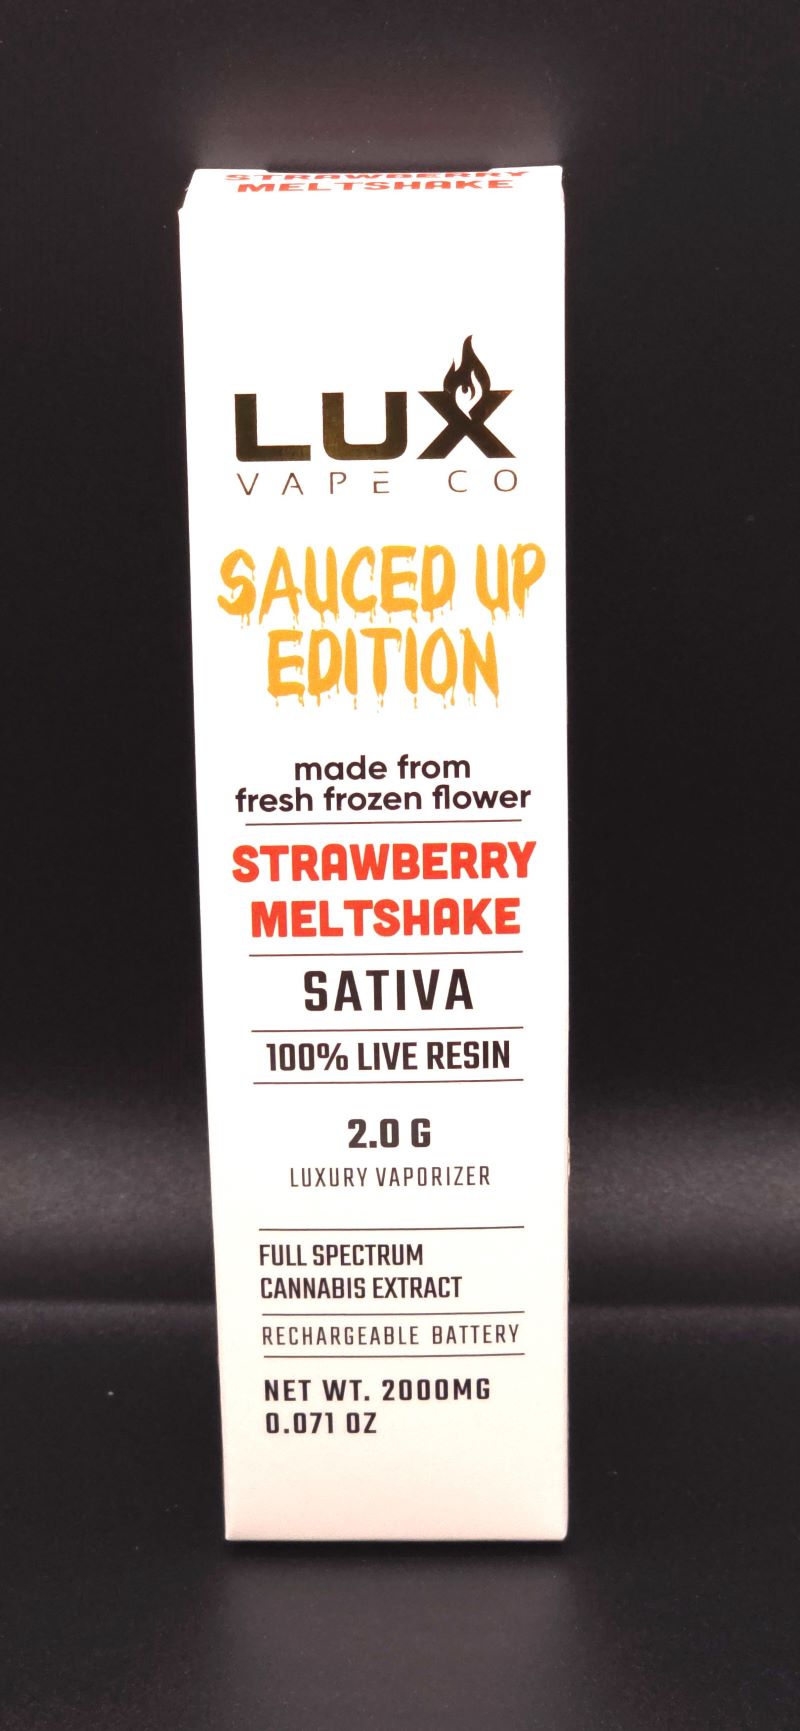 STRAWBERRY
MELTSHAKE
LUX
VAPE CO
SAUCED UP
EDITION
made from
fresh frozen flower
STRAWBERRY
MELTSHAKE
SATIVA
100% LIVE RESIN
2.0 G
LUXURY VAPORIZER
FULL SPECTRUM
CANNABIS EXTRACT
RECHARGEABLE BATTERY
NET WT. 2000MG
0.071 OZ